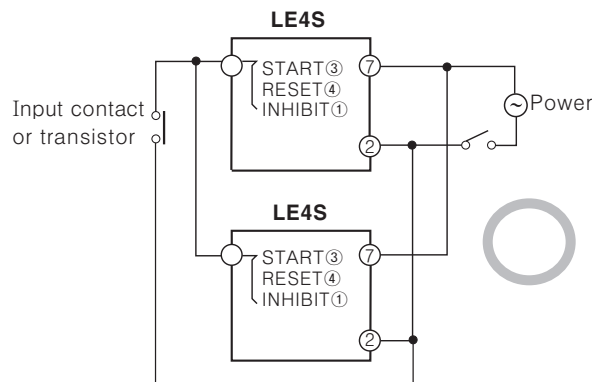 LE4S
START③
RESET④
INHIBIT①
⑦
②
Input contact
or transistor
~
Power
LE4S
START③
RESET④
INHIBIT①
⑦
②